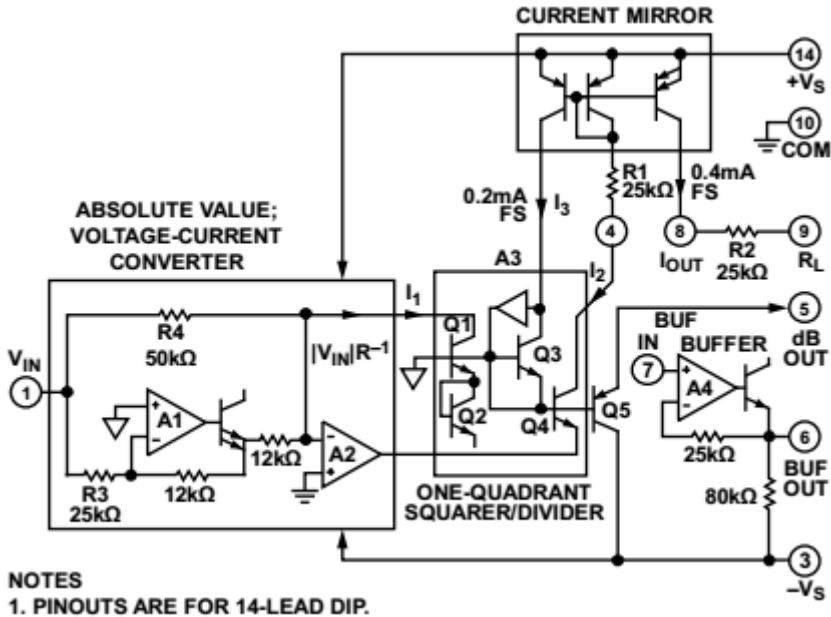 CURRENT MIRROR
14
+VS
10
COM
R1
25kΩ
0.4mA
FS
0.2mA
FS
I3
4
8
IOUT
R2
25kΩ
9
RL
ABSOLUTE VALUE;
VOLTAGE-CURRENT
CONVERTER
A3
I2
I1
R4
50kΩ
|VIN|R–1
VIN
1
A1
+
–
R3
25kΩ
12kΩ
12kΩ
A2
–
+
Q1
Q2
Q3
Q4
Q5
ONE-QUADRANT
SQUARER/DIVIDER
5
dB
OUT
BUF
IN
BUFFER
7
A4
+
–
25kΩ
6
BUF
OUT
80kΩ
3
–VS
NOTES
1. PINOUTS ARE FOR 14-LEAD DIP.